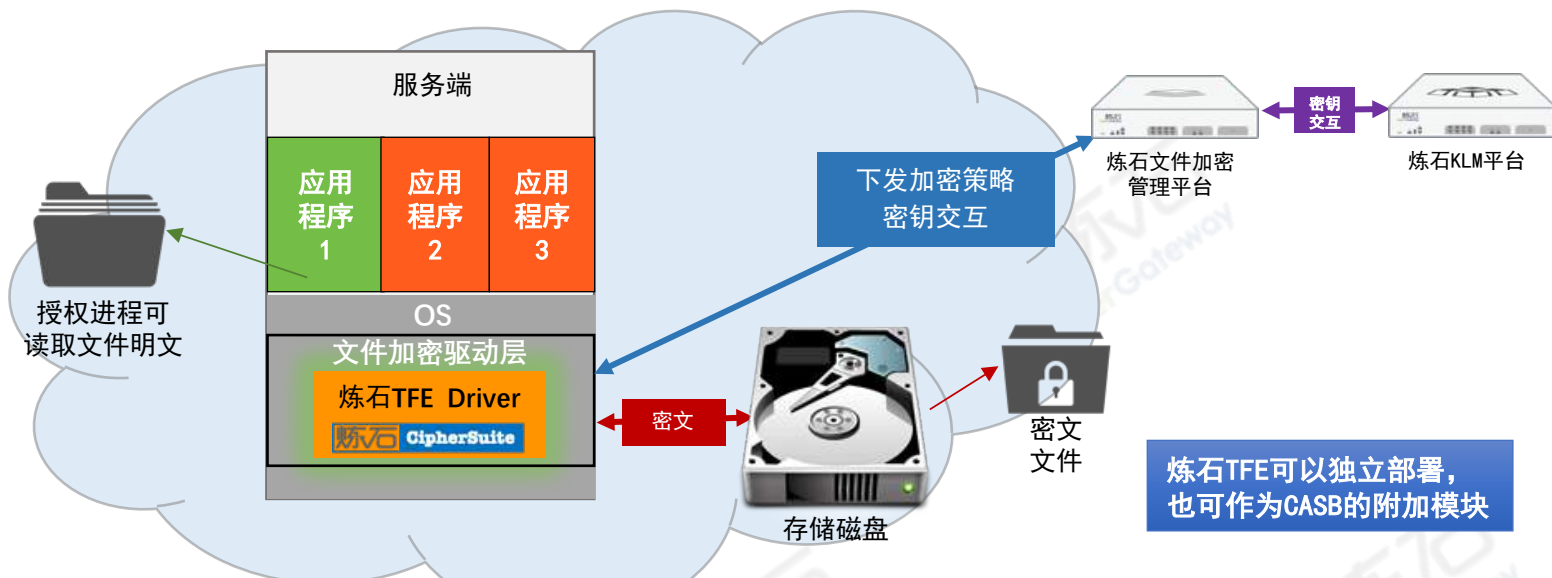 服务端
应用
程序
1
应用
程序
2
应用
程序
3
OS
文件加密驱动层
炼石TFE Driver
炼石 CipherSuite
授权进程可
读取文件明文
下发加密策略
密钥交互
密文
存储磁盘
密文
文件
炼石文件加密
管理平台
密钥
交互
炼石KLM平台
炼石TFE可以独立部署，
也可作为CASB的附加模块
炼石
Gateway
炼石